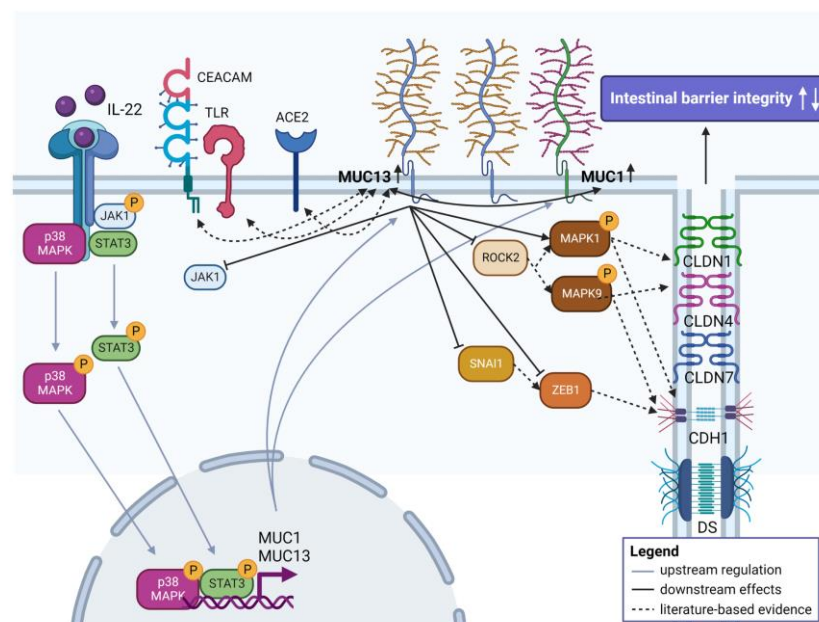 CEACAM
IL-22
TLR
ACE2
Intestinal barrier integrity
MUC13
MUC1
P
JAK1
p38
MAPK
STAT3
JAK1
ROCK2
P
MAPK1
P
MAPK9
CLDN1
CLDN4
CLDN7
P
p38
MAPK
P
STAT3
SNAI1
ZEB1
CDH1
DS
MUC1
MUC13
P
p38
MAPK
P
STAT3
Legend
upstream regulation
downstream effects
literature-based evidence